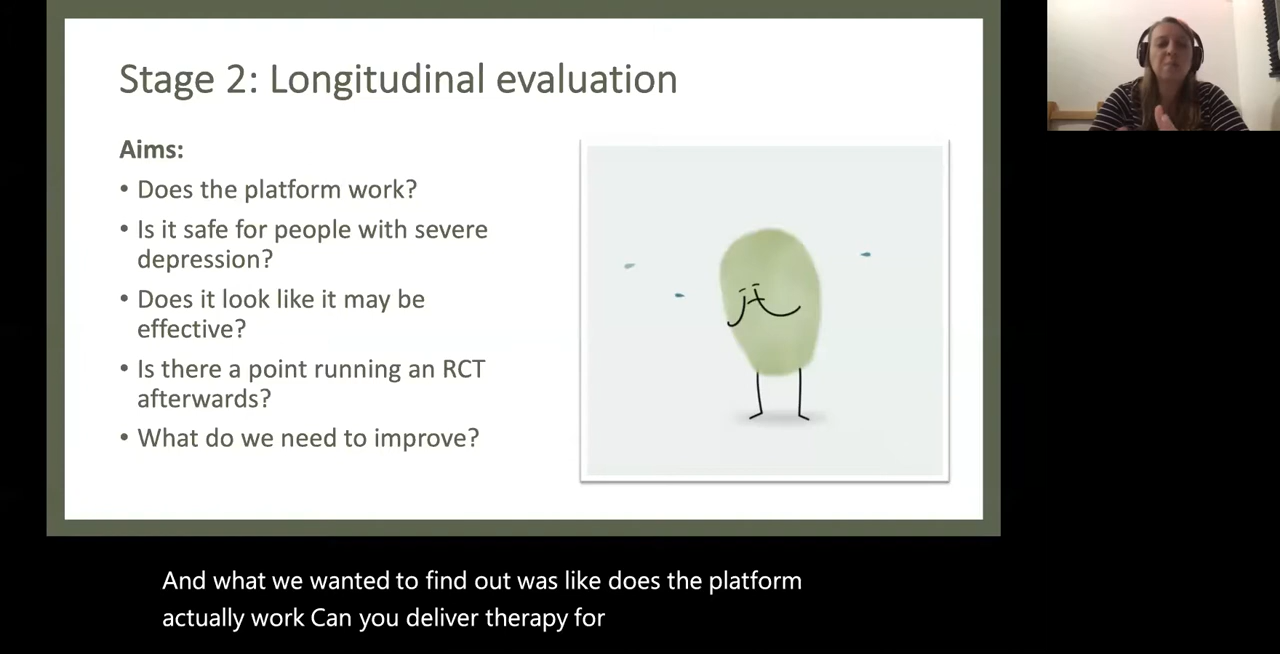 Stage 2: Longitudinal evaluation
Aims:
• Does the platform work?
• Is it safe for people with severe
depression?
• Does it look like it may be
effective?
• Is there a point running an RCT
afterwards?
• What do we need to improve?
And what we wanted to find out was like does the platform
actually work Can you deliver therapy for